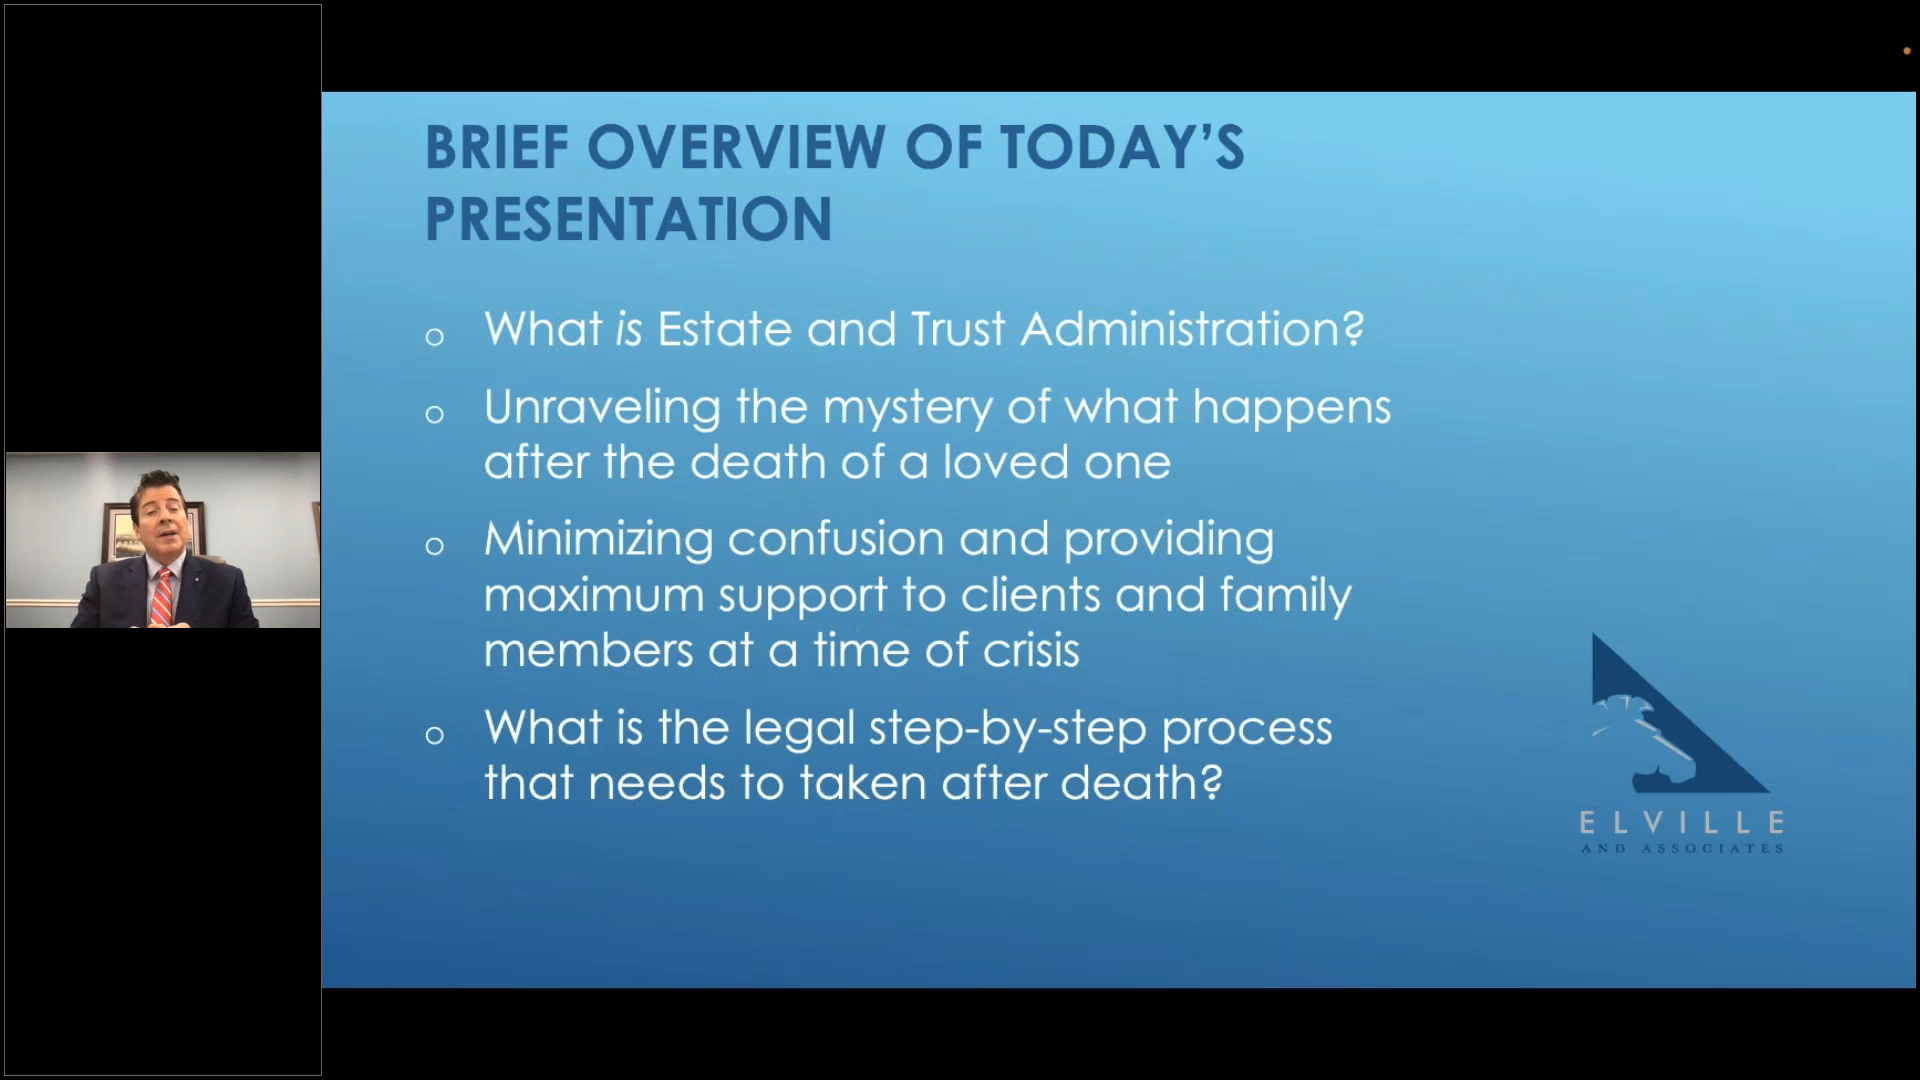 BRIEF OVERVIEW OF TODAY’S
PRESENTATION
o What is Estate and Trust Administration?
o Unraveling the mystery of what happens
after the death of a loved one
o Minimizing confusion and providing
maximum support to clients and family
members at a time of crisis
o What is the legal step-by-step process
that needs to taken after death?
ELVILLE
AND ASSOCIATES